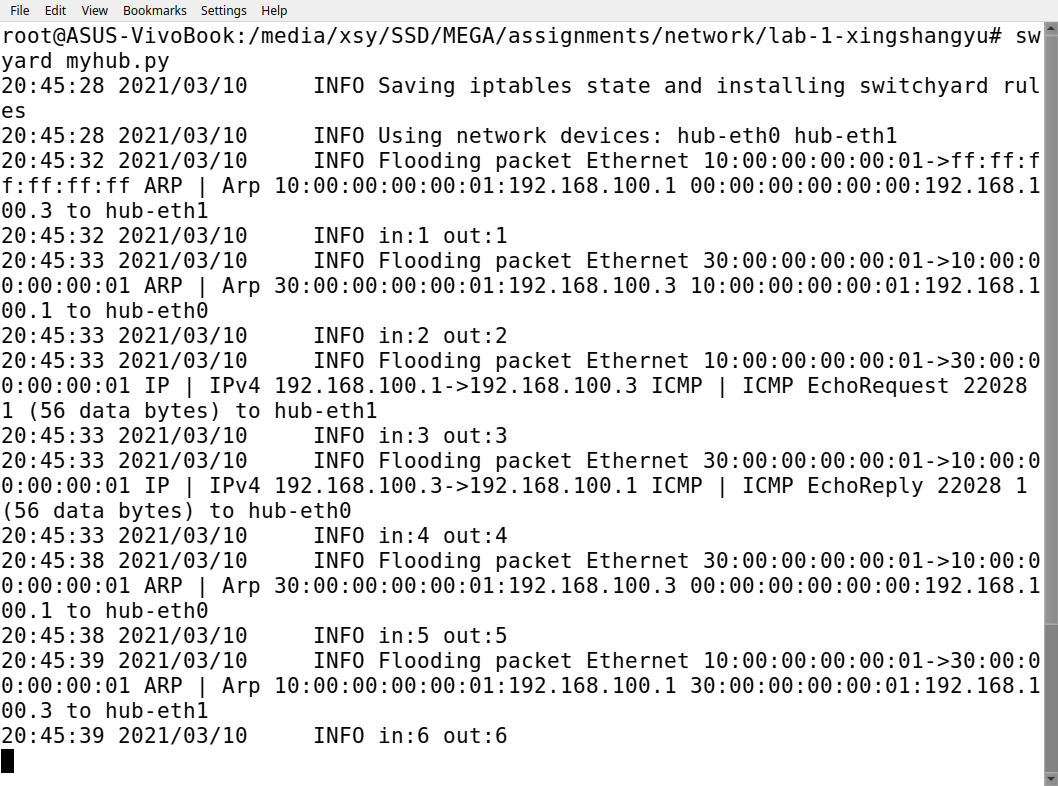 File Edit View Bookmarks Settings Help
root@ASUS-VivoBook:/media/xsy/SSD/MEGA/assignments/network/lab-1-xingshangyu# sw
yard myhub.py
20:45:28 2021/03/10     INFO Saving iptables state and installing switchyard rul
es
20:45:28 2021/03/10     INFO Using network devices: hub-eth0 hub-eth1
20:45:32 2021/03/10     INFO Flooding packet Ethernet 10:00:00:00:00:01->ff:ff:f
f:ff:ff:ff ARP | Arp 10:00:00:00:00:01:192.168.100.1 00:00:00:00:00:00:192.168.1
00.3 to hub-eth1
20:45:32 2021/03/10     INFO in:1 out:1
20:45:33 2021/03/10     INFO Flooding packet Ethernet 30:00:00:00:00:01->10:00:0
0:00:00:01 ARP | Arp 30:00:00:00:00:01:192.168.100.3 10:00:00:00:00:01:192.168.1
00.1 to hub-eth0
20:45:33 2021/03/10     INFO in:2 out:2
20:45:33 2021/03/10     INFO Flooding packet Ethernet 10:00:00:00:00:01->30:00:0
0:00:00:01 IP | IPv4 192.168.100.1->192.168.100.3 ICMP | ICMP EchoRequest 22028
1 (56 data bytes) to hub-eth1
20:45:33 2021/03/10     INFO in:3 out:3
20:45:33 2021/03/10     INFO Flooding packet Ethernet 30:00:00:00:00:01->10:00:0
0:00:00:01 IP | IPv4 192.168.100.3->192.168.100.1 ICMP | ICMP EchoReply 22028 1
(56 data bytes) to hub-eth0
20:45:33 2021/03/10     INFO in:4 out:4
20:45:38 2021/03/10     INFO Flooding packet Ethernet 30:00:00:00:00:01->10:00:0
0:00:00:01 ARP | Arp 30:00:00:00:00:01:192.168.100.3 00:00:00:00:00:00:192.168.1
00.1 to hub-eth0
20:45:38 2021/03/10     INFO in:5 out:5
20:45:39 2021/03/10     INFO Flooding packet Ethernet 10:00:00:00:00:01->30:00:0
0:00:00:01 ARP | Arp 10:00:00:00:00:01:192.168.100.1 30:00:00:00:00:01:192.168.1
00.3 to hub-eth1
20:45:39 2021/03/10     INFO in:6 out:6